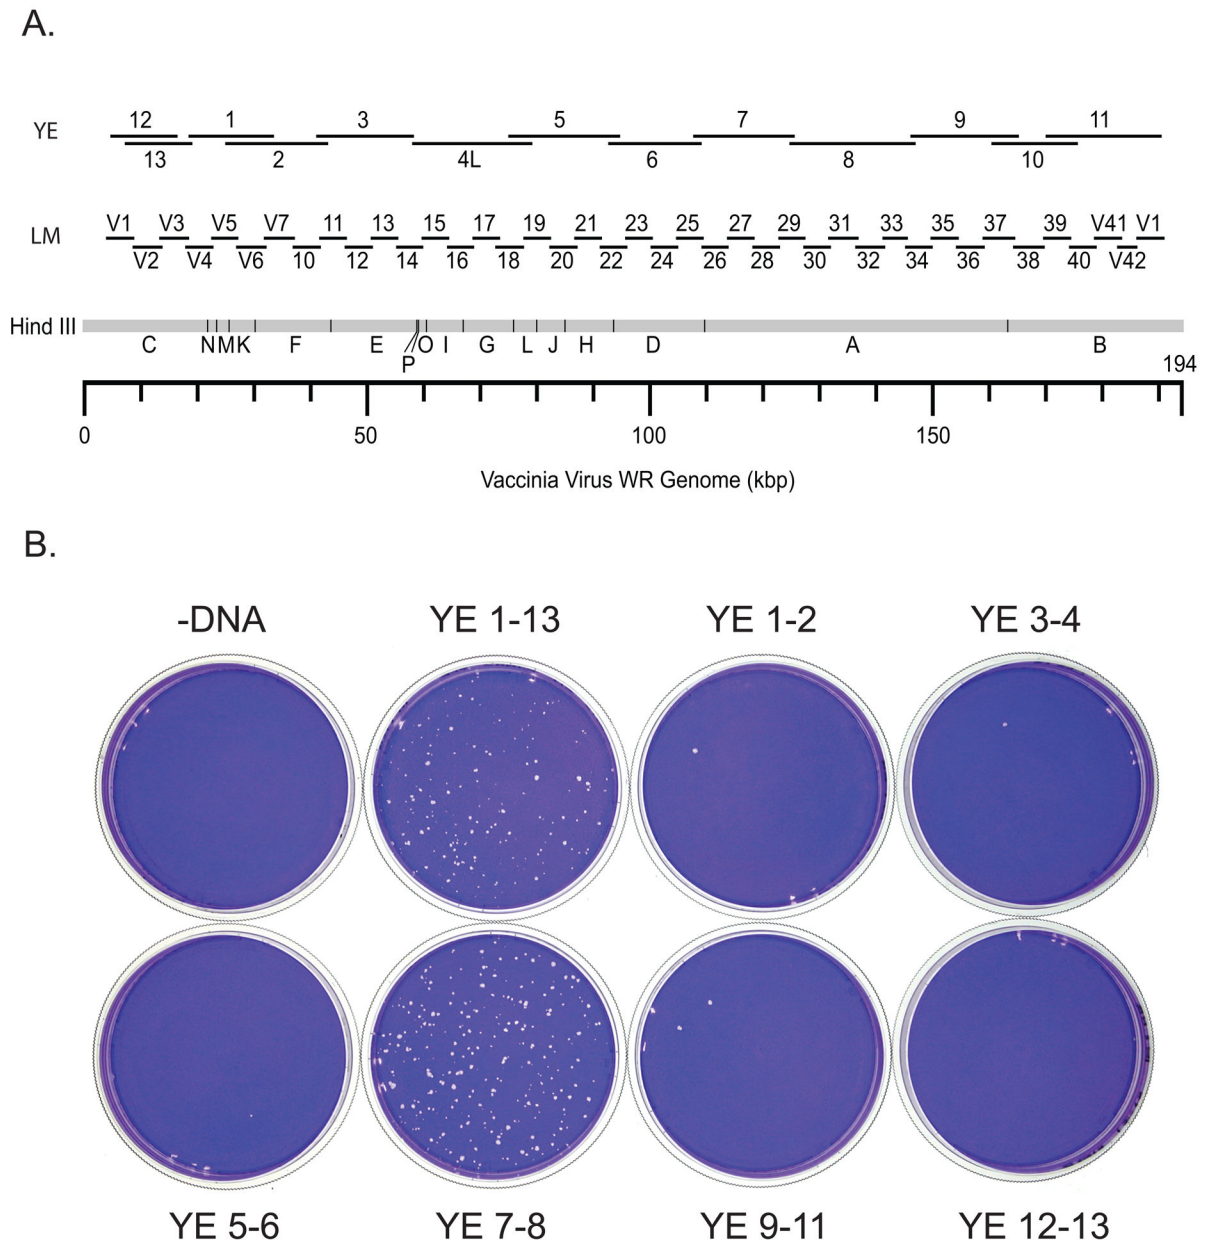 A.
12 1 3 5 7 9 11
YE
13 2 4L 6 8 10
V1 V3 V5 V7 11 13 15 17 19 21 23 25 27 29 31 33 35 37 39 V41 V1
LM
V2 V4 V6 10 12 14 16 18 20 22 24 26 28 30 32 34 36 38 40 V42
Hind III
C N M K F E P O I G L J H D A B
194
0 50 100 150
Vaccinia Virus WR Genome (kbp)
B.
-DNA YE 1-13 YE 1-2 YE 3-4
YE 5-6 YE 7-8 YE 9-11 YE 12-13